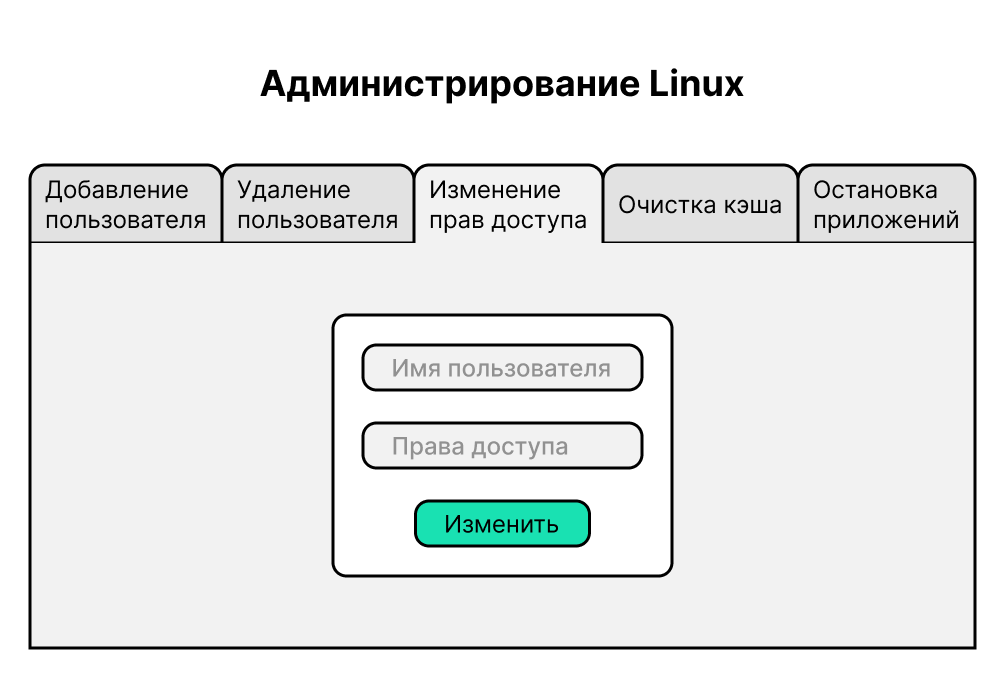 Администрирование Linux
Добавление
пользователя
Удаление
пользователя
Изменение
прав доступа
Очистка кэша
Остановка
приложений
Имя пользователя
Права доступа
Изменить